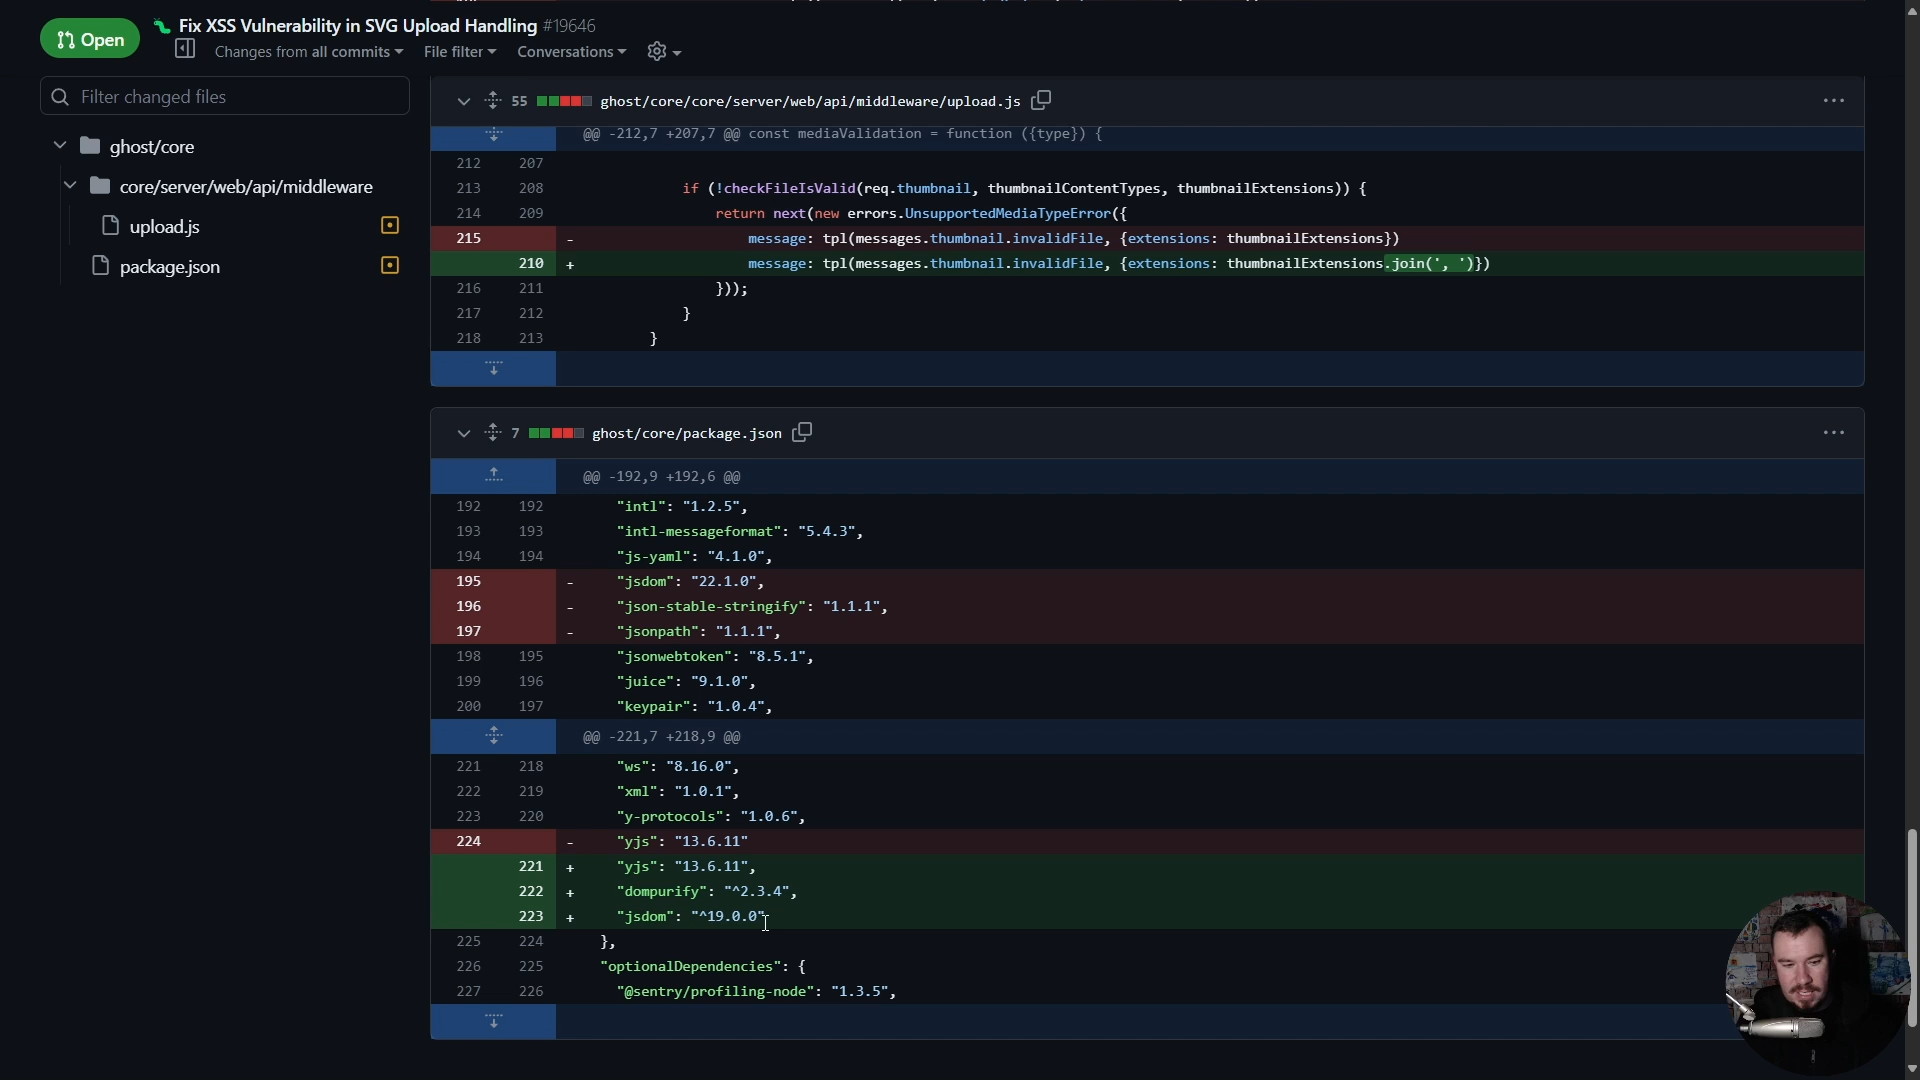 Open
Fix XSS Vulnerability in SVG Upload Handling #19646
Changes from all commits
File filter
Conversations
Filter changed files
ghost/core
core/server/web/api/middleware
upload.js
package.json
55 ghost/core/core/server/web/api/middleware/upload.js
@@ -212,7 +207,7 @@ const mediaValidation = function ({type}) {
212 207
213 208 if (!checkFileIsValid(req.thumbnail, thumbnailContentTypes, thumbnailExtensions)) {
214 209 return next(new errors.UnsupportedMediaTypeError({
215 - message: tpl(messages.thumbnail.invalidFile, {extensions: thumbnailExtensions})
210 + message: tpl(messages.thumbnail.invalidFile, {extensions: thumbnailExtensions.join(', ')})
216 211 }));
217 212 }
218 213 }
7 ghost/core/package.json
@@ -192,9 +192,6 @@
192 192 "intl": "1.2.5",
193 193 "intl-messageformat": "5.4.3",
194 194 "js-yaml": "4.1.0",
195 - "jsdom": "22.1.0",
196 - "json-stable-stringify": "1.1.1",
197 - "jsonpath": "1.1.1",
198 195 "jsonwebtoken": "8.5.1",
199 196 "juice": "9.1.0",
200 197 "keypair": "1.0.4",
@@ -221,7 +218,9 @@
221 218 "ws": "8.16.0",
222 219 "xml": "1.0.1",
223 220 "y-protocols": "1.0.6",
224 - "yjs": "13.6.11"
221 + "yjs": "13.6.11",
222 + "dompurify": "^2.3.4",
223 + "jsdom": "^19.0.0"
225 224 },
226 225 "optionalDependencies": {
227 226 "@sentry/profiling-node": "1.3.5",